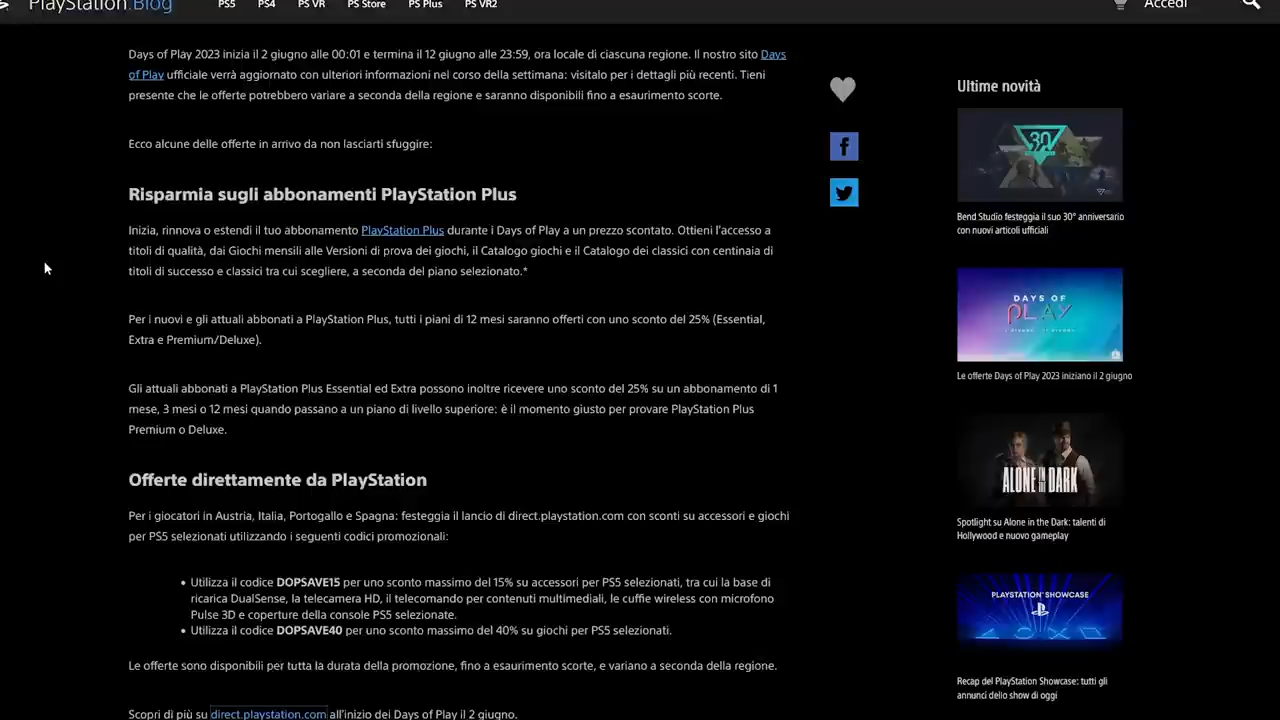 PlayStation.Blog
PS5
PS4
PS VR
PS Store
PS Plus
PS VR2
Accedi
Days of Play 2023 inizia il 2 giugno alle 00:01 e termina il 12 giugno alle 23:59, ora locale di ciascuna regione. Il nostro sito Days
of Play ufficiale verrà aggiornato con ulteriori informazioni nel corso della settimana: visitalo per i dettagli più recenti. Tieni
presente che le offerte potrebbero variare a seconda della regione e saranno disponibili fino a esaurimento scorte.
Ecco alcune delle offerte in arrivo da non lasciarti sfuggire:
Risparmia sugli abbonamenti PlayStation Plus
Inizia, rinnova o estendi il tuo abbonamento PlayStation Plus durante i Days of Play a un prezzo scontato. Ottieni l'accesso a
titoli di qualità, dai Giochi mensili alle Versioni di prova dei giochi, il Catalogo giochi e il Catalogo dei classici con centinaia di
titoli di successo e classici tra cui scegliere, a seconda del piano selezionato.*
Per i nuovi e gli attuali abbonati a PlayStation Plus, tutti i piani di 12 mesi saranno offerti con uno sconto del 25% (Essential,
Extra e Premium/Deluxe).
Gli attuali abbonati a PlayStation Plus Essential ed Extra possono inoltre ricevere uno sconto del 25% su un abbonamento di 1
mese, 3 mesi o 12 mesi quando passano a un piano di livello superiore: è il momento giusto per provare PlayStation Plus
Premium o Deluxe.
Offerte direttamente da PlayStation
Per i giocatori in Austria, Italia, Portogallo e Spagna: festeggia il lancio di direct.playstation.com con sconti su accessori e giochi
per PS5 selezionati utilizzando i seguenti codici promozionali:
• Utilizza il codice DOPSAVE15 per uno sconto massimo del 15% su accessori per PS5 selezionati, tra cui la base di
ricarica DualSense, la telecamera HD, il telecomando per contenuti multimediali, le cuffie wireless con microfono
Pulse 3D e coperture della console PS5 selezionate.
• Utilizza il codice DOPSAVE40 per uno sconto massimo del 40% su giochi per PS5 selezionati.
Le offerte sono disponibili per tutta la durata della promozione, fino a esaurimento scorte, e variano a seconda della regione.
Scopri di più su direct.playstation.com all'inizio dei Days of Play il 2 giugno.
Ultime novità
30
Bend Studio festeggia il suo 30° anniversario
con nuovi articoli ufficiali
DAYS OF
PLAY
Le offerte Days of Play 2023 iniziano il 2 giugno
ALONE IN THE DARK
Spotlight su Alone in the Dark: talenti di
Hollywood e nuovo gameplay
PLAYSTATION SHOWCASE
Recap del PlayStation Showcase: tutti gli
annunci dello show di oggi